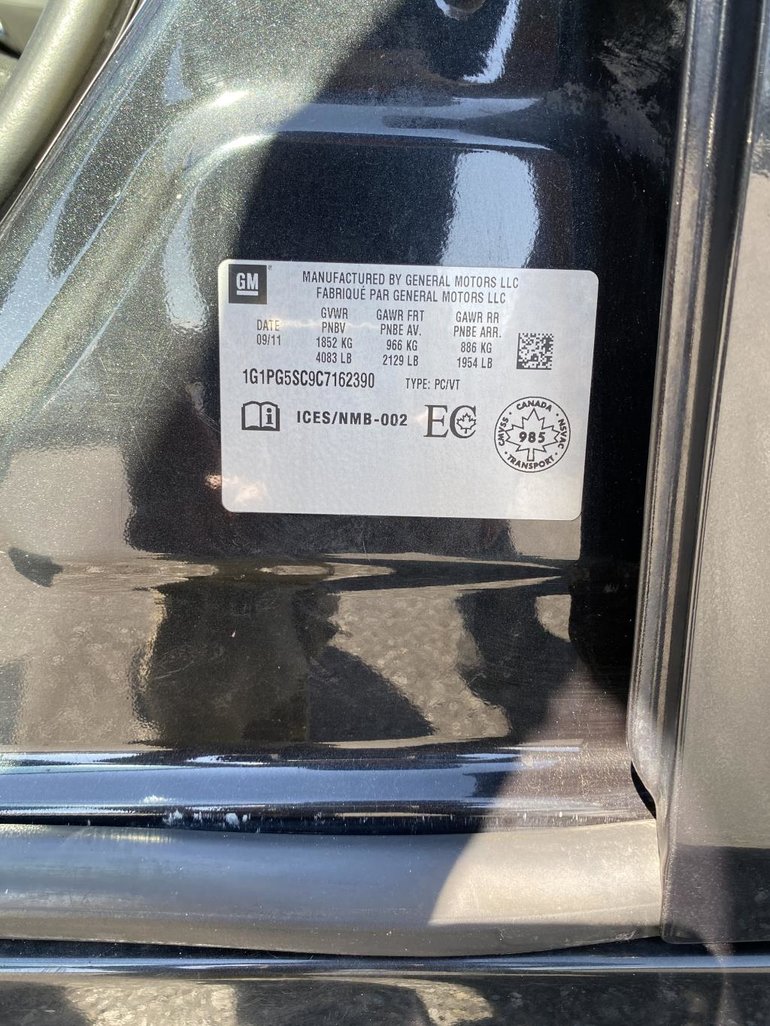 GM
MANUFACTURED BY GENERAL MOTORS LLC
FABRIQUÉ PAR GENERAL MOTORS LLC
DATE GVWR GAWR FRT GAWR RR
09/11 PNBV PNBE AV. PNBE ARR.
1852 KG 966 KG 886 KG
4083 LB 2129 LB 1954 LB
1G1PG5SC9C7162390 TYPE: PC/VT
ICES/NMB-002 EC
CANADA
CMVSS 985 NSVAC
TRANSPORT